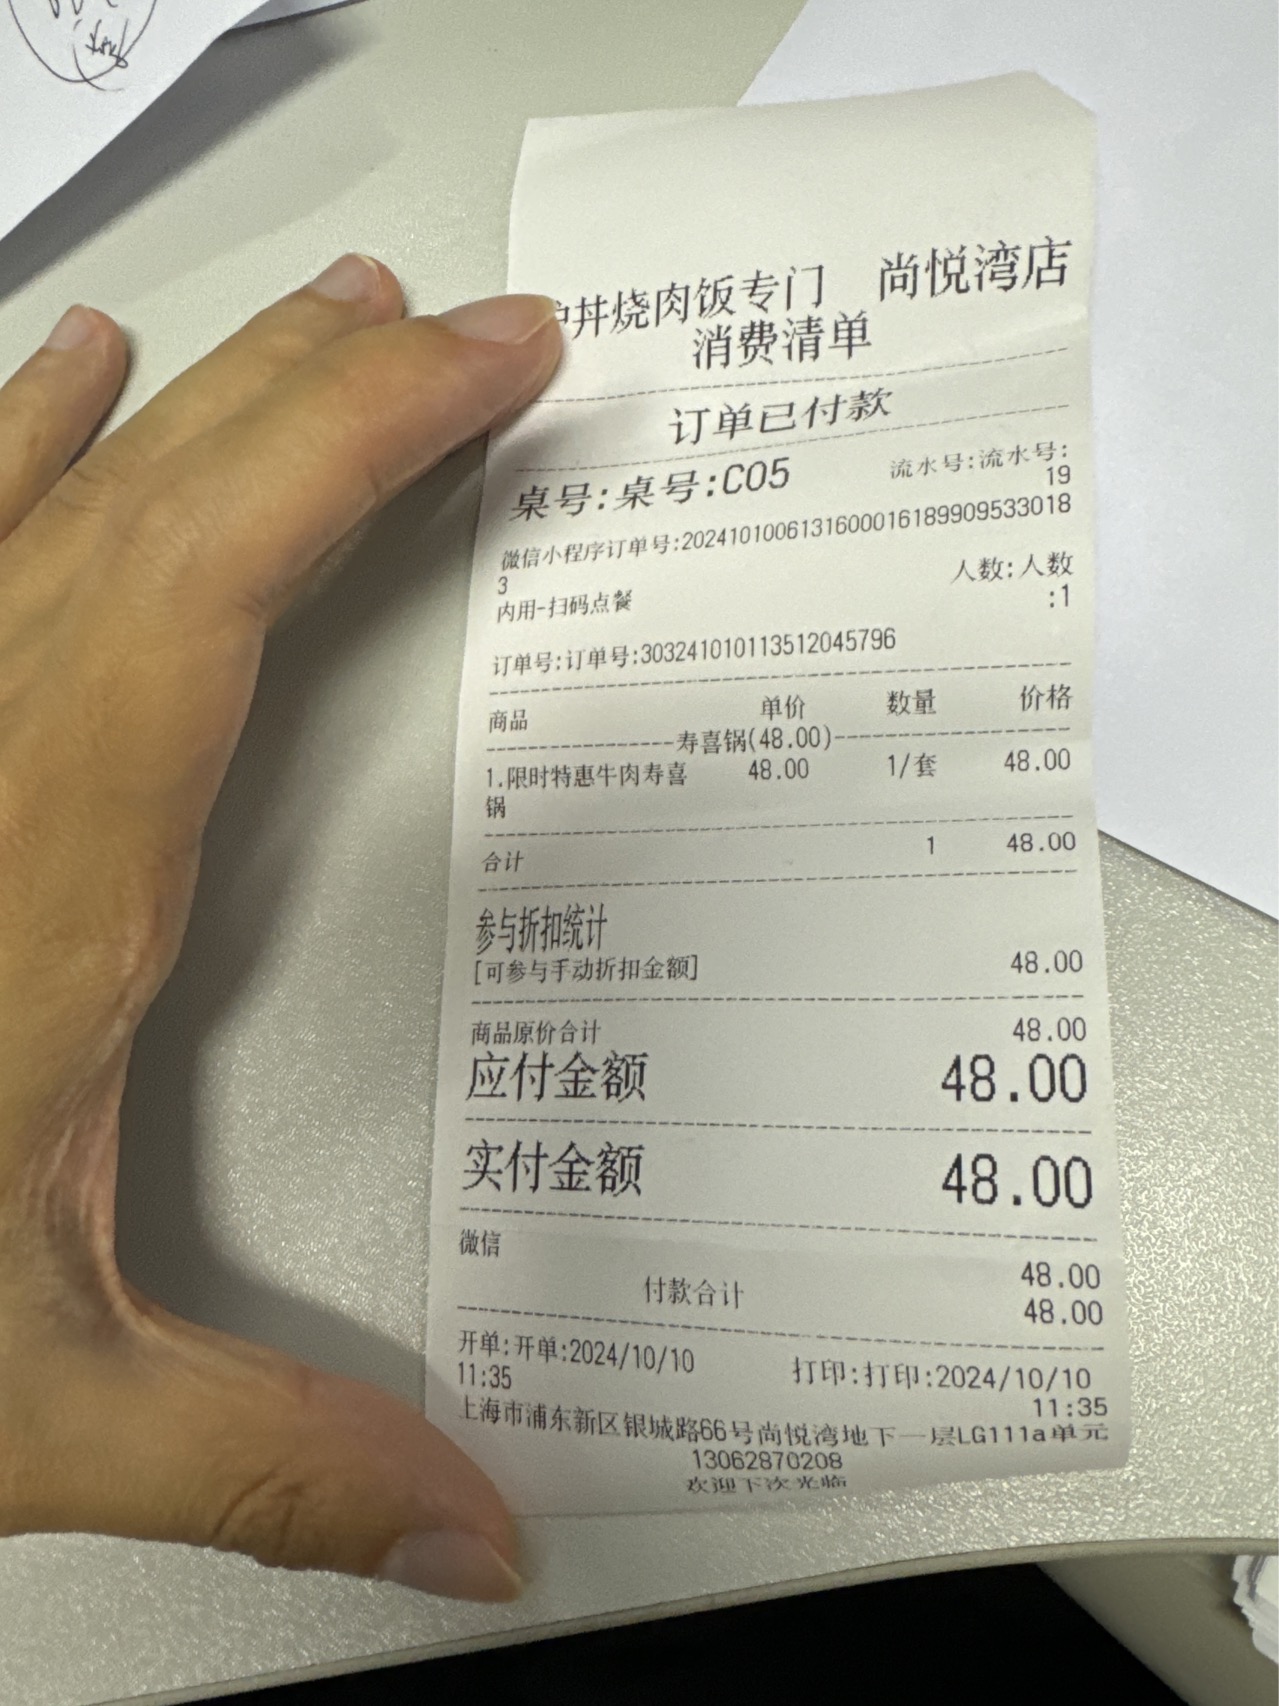 丼烧肉饭专门 尚悦湾店
消费清单
订单已付款
桌号:桌号:C05 流水号:流水号:
19
微信小程序订单号:2024101006131600016189909533018
3
人数:人数
内用-扫码点餐 :1
订单号:订单号:303241010113512045796
商品 单价 数量 价格
寿喜锅(48.00)
1.限时特惠牛肉寿喜 48.00 1/套 48.00
锅
合计 1 48.00
参与折扣统计
[可参与手动折扣金额] 48.00
商品原价合计 48.00
应付金额 48.00
实付金额 48.00
微信 48.00
付款合计 48.00
开单:开单:2024/10/10 打印:打印:2024/10/10
11:35 11:35
上海市浦东新区银城路66号尚悦湾地下一层LG111a单元
13062870208
欢迎下次光临